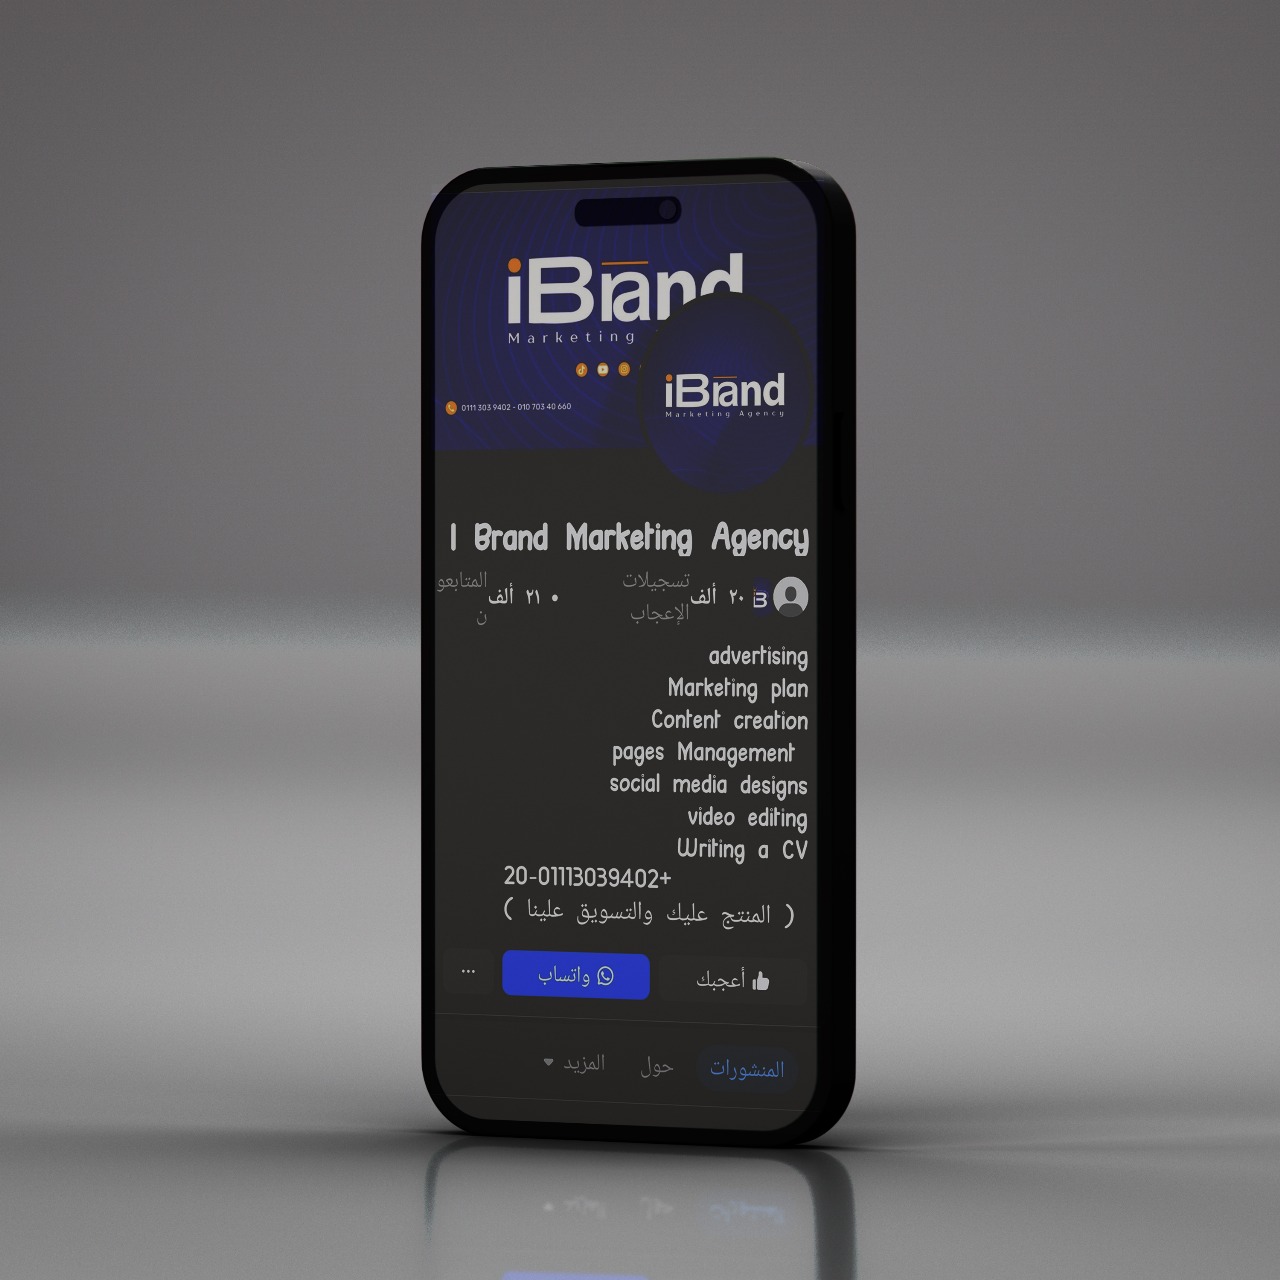 iBrand
Marketing
0111 303 9402 - 010 703 40 660
iBrand
Marketing Agency
I Brand Marketing Agency
٢٠ ألف تسجيلات الإعجاب • ٢١ ألف المتابعون
advertising
Marketing plan
Content creation
pages Management
social media designs
video editing
Writing a CV
20-01113039402+
( المنتج عليك والتسويق علينا )
أعجبك
واتساب
...
المنشورات
حول
المزيد